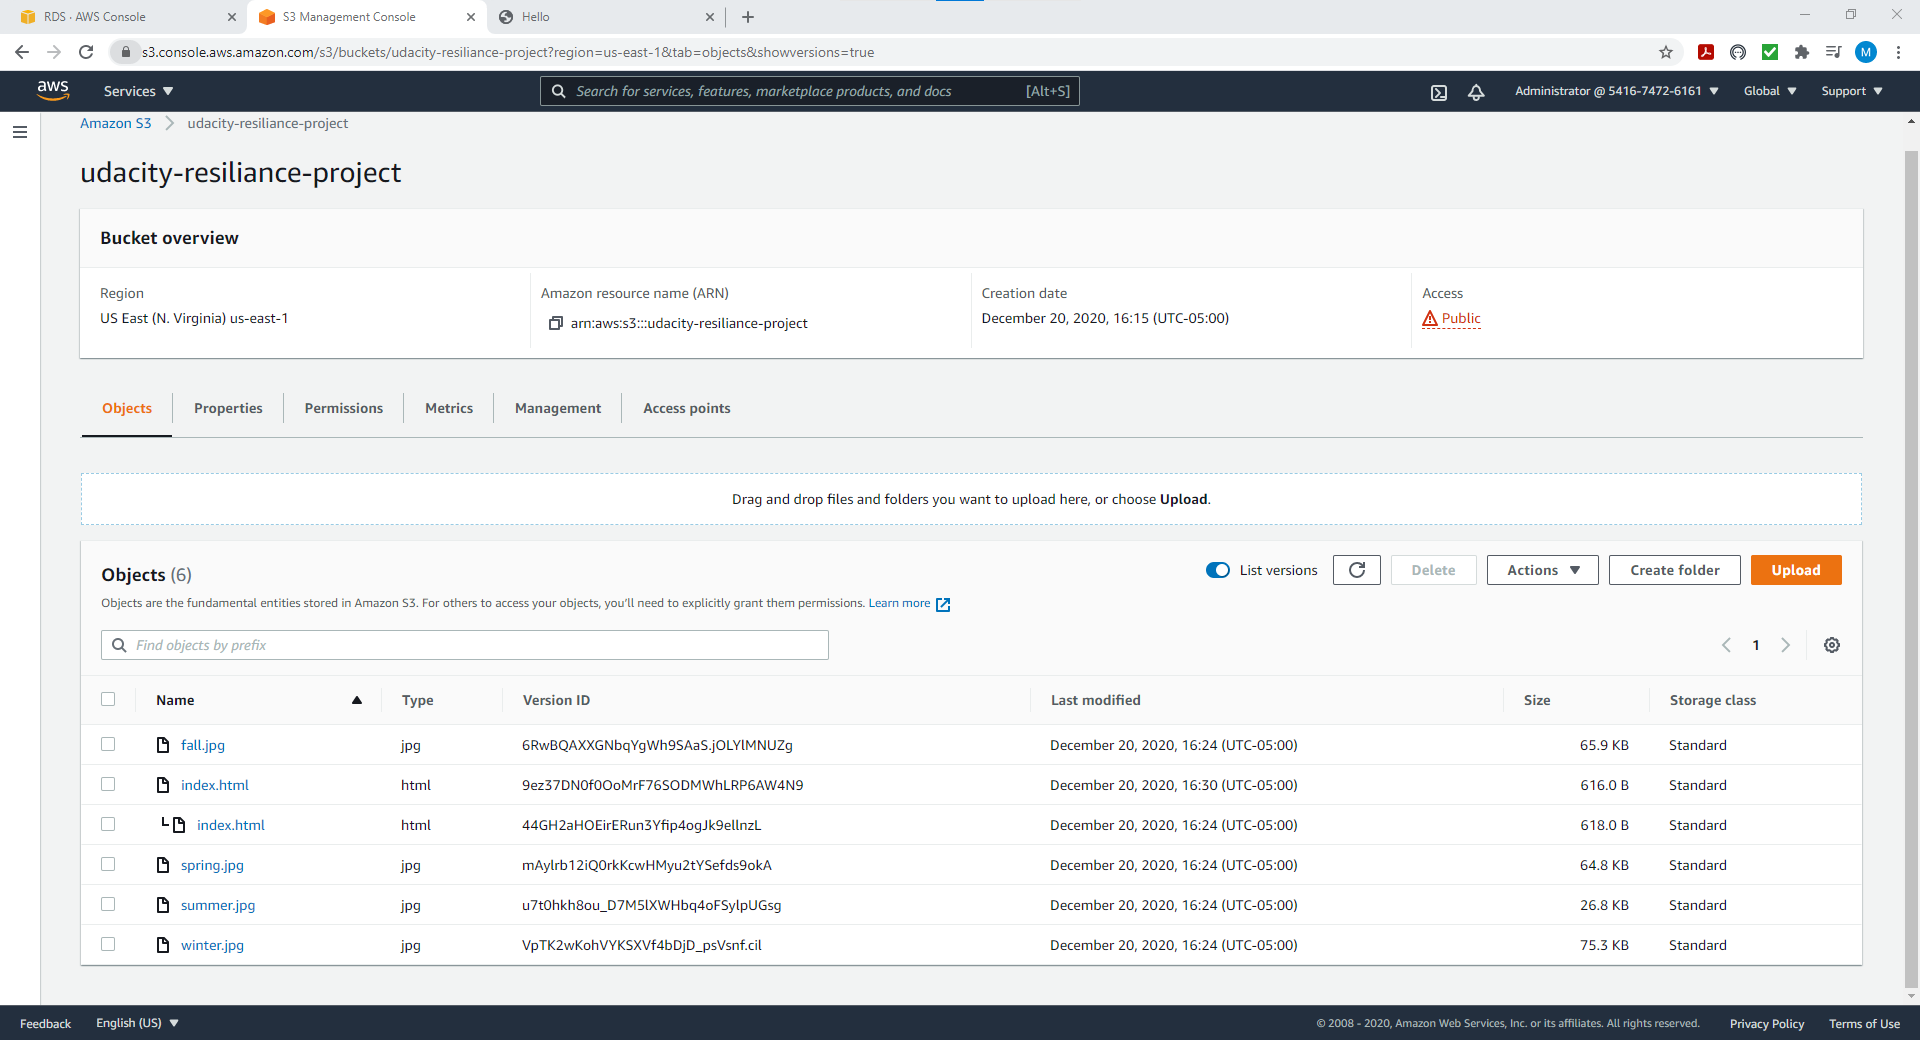 RDS · AWS Console
S3 Management Console
Hello
s3.console.aws.amazon.com/s3/buckets/udacity-resiliance-project?region=us-east-1&tab=objects&showversions=true
M
aws
Services
Search for services, features, marketplace products, and docs
[Alt+S]
Administrator @ 5416-7472-6161
Global
Support
Amazon S3
udacity-resiliance-project
udacity-resiliance-project
Bucket overview
Region
Amazon resource name (ARN)
Creation date
Access
US East (N. Virginia) us-east-1
arn:aws:s3:::udacity-resiliance-project
December 20, 2020, 16:15 (UTC-05:00)
Public
Objects
Properties
Permissions
Metrics
Management
Access points
Drag and drop files and folders you want to upload here, or choose Upload.
Objects (6)
List versions
Delete
Actions
Create folder
Upload
Objects are the fundamental entities stored in Amazon S3. For others to access your objects, you'll need to explicitly grant them permissions. Learn more
Find objects by prefix
1
Name Type Version ID Last modified Size Storage class
fall.jpg jpg 6RwBQAXXGNbqYgWh9SAaS.jOLYlMNUZg December 20, 2020, 16:24 (UTC-05:00) 65.9 KB Standard
index.html html 9ez37DN0f0OoMrF76SODMWhLRP6AW4N9 December 20, 2020, 16:30 (UTC-05:00) 616.0 B Standard
index.html html 44GH2aHOEirERun3Yfip4ogJk9ellnzL December 20, 2020, 16:24 (UTC-05:00) 618.0 B Standard
spring.jpg jpg mAylrb12iQ0rkKcwHMyu2tYSefds9okA December 20, 2020, 16:24 (UTC-05:00) 64.8 KB Standard
summer.jpg jpg u7t0hkh8ou_D7M5lXWHbq4oFSylpUGsg December 20, 2020, 16:24 (UTC-05:00) 26.8 KB Standard
winter.jpg jpg VpTK2wKohVYKSXVf4bDjD_psVsnf.cil December 20, 2020, 16:24 (UTC-05:00) 75.3 KB Standard
Feedback
English (US)
© 2008 - 2020, Amazon Web Services, Inc. or its affiliates. All rights reserved.
Privacy Policy
Terms of Use